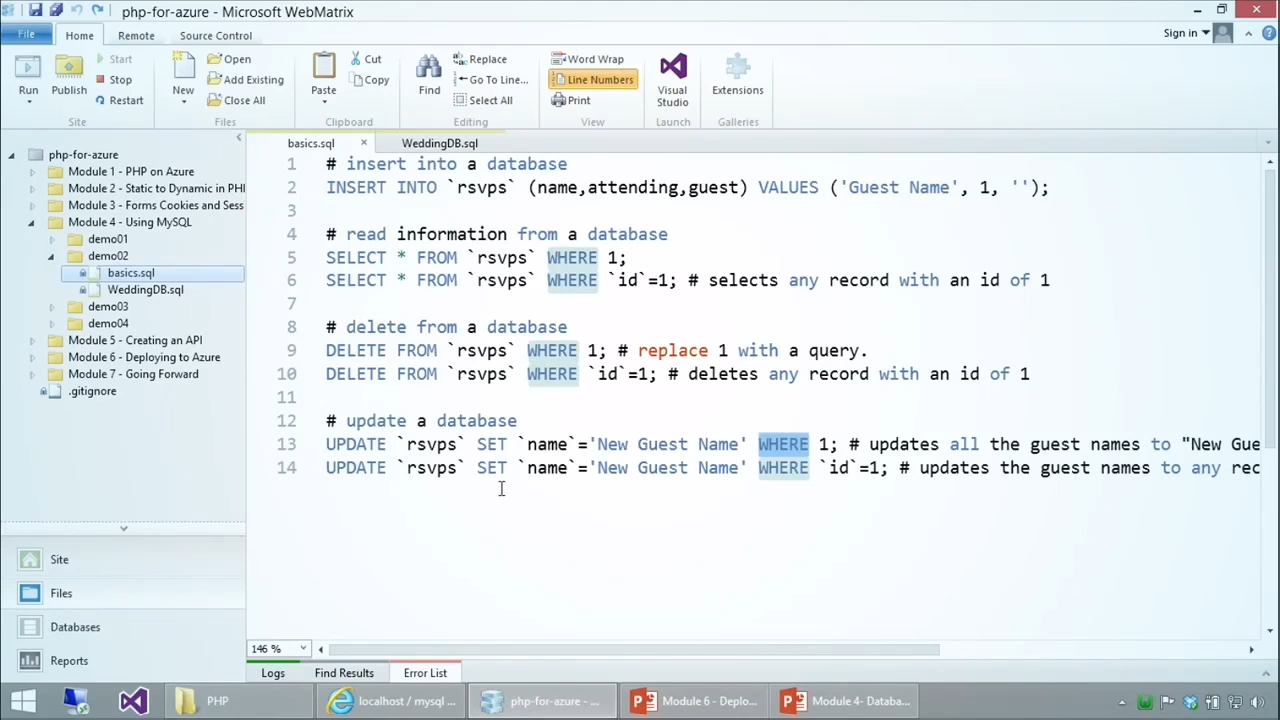 php-for-azure - Microsoft WebMatrix
File Home Remote Source Control Sign in
Run
Publish
Start
Stop
Restart
Site
New
Open
Add Existing
Close All
Files
Paste
Cut
Copy
Clipboard
Find
Replace
Go To Line...
Select All
Editing
Word Wrap
Line Numbers
Print
View
Visual
Studio
Launch
Extensions
Galleries
php-for-azure
Module 1 - PHP on Azure
Module 2 - Static to Dynamic in PHI
Module 3 - Forms Cookies and Sess
Module 4 - Using MySQL
demo01
demo02
basics.sql
WeddingDB.sql
demo03
demo04
Module 5 - Creating an API
Module 6 - Deploying to Azure
Module 7 - Going Forward
.gitignore
Site
Files
Databases
Reports
basics.sql × WeddingDB.sql
1 # insert into a database
2 INSERT INTO `rsvps` (name,attending,guest) VALUES ('Guest Name', 1, '');
3
4 # read information from a database
5 SELECT * FROM `rsvps` WHERE 1;
6 SELECT * FROM `rsvps` WHERE `id`=1; # selects any record with an id of 1
7
8 # delete from a database
9 DELETE FROM `rsvps` WHERE 1; # replace 1 with a query.
10 DELETE FROM `rsvps` WHERE `id`=1; # deletes any record with an id of 1
11
12 # update a database
13 UPDATE `rsvps` SET `name`='New Guest Name' WHERE 1; # updates all the guest names to "New Gue
14 UPDATE `rsvps` SET `name`='New Guest Name' WHERE `id`=1; # updates the guest names to any rec
146 %
Logs Find Results Error List
PHP localhost / mysql ... php-for-azure - ... Module 6 - Deplo... Module 4- Databa...